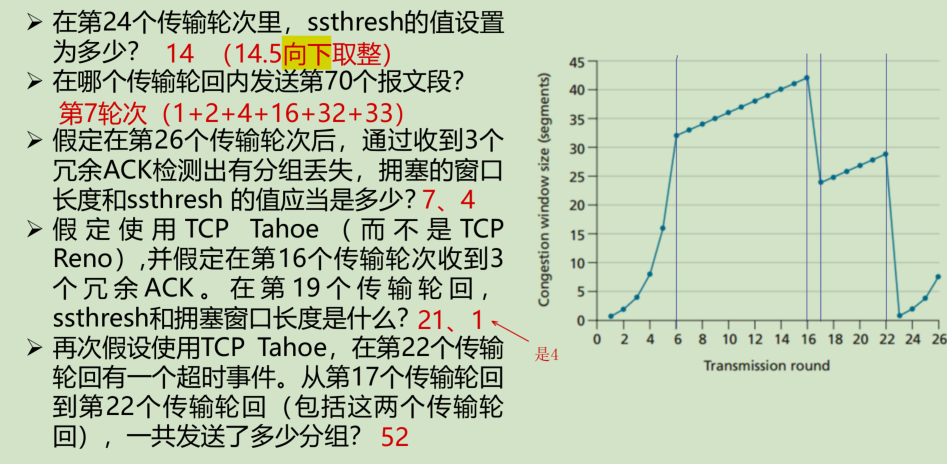 ➢ 在第24个传输轮次里，ssthresh的值设置
为多少？ 14 （14.5向下取整）
➢ 在哪个传输轮回内发送第70个报文段？
第7轮次（1+2+4+16+32+33）
➢ 假定在第26个传输轮次后，通过收到3个
冗余ACK检测出有分组丢失，拥塞的窗口
长度和ssthresh 的值应当是多少？7、4
➢ 假定使用TCP Tahoe（而不是TCP
Reno）,并假定在第16个传输轮次收到3
个冗余ACK。在第19个传输轮回，
ssthresh和拥塞窗口长度是什么？21、1
是4
➢ 再次假设使用TCP Tahoe，在第22个传输
轮回有一个超时事件。从第17个传输轮回
到第22个传输轮回（包括这两个传输轮
回），一共发送了多少分组？ 52
Congestion window size (segments)
45
40
35
30
25
20
15
10
5
0
0 2 4 6 8 10 12 14 16 18 20 22 24 26
Transmission round